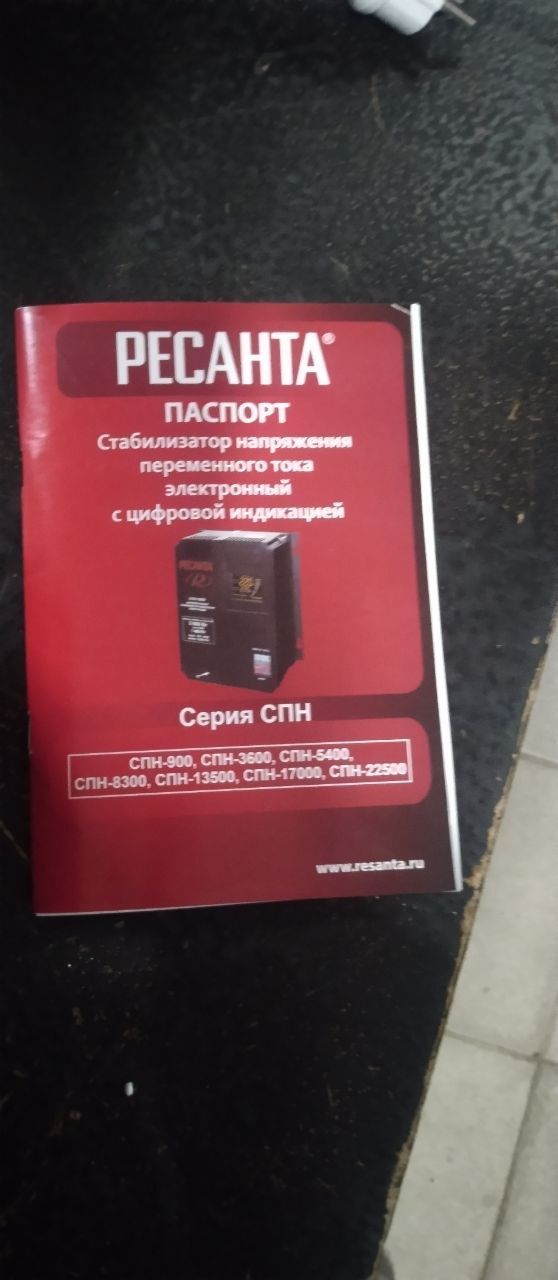 РЕСАНТА®
ПАСПОРТ
Стабилизатор напряжения
переменного тока
электронный
с цифровой индикацией
РЕСАНТА
Серия СПН
СПН-900, СПН-3600, СПН-5400,
СПН-8300, СПН-13500, СПН-17000, СПН-22500
www.resanta.ru